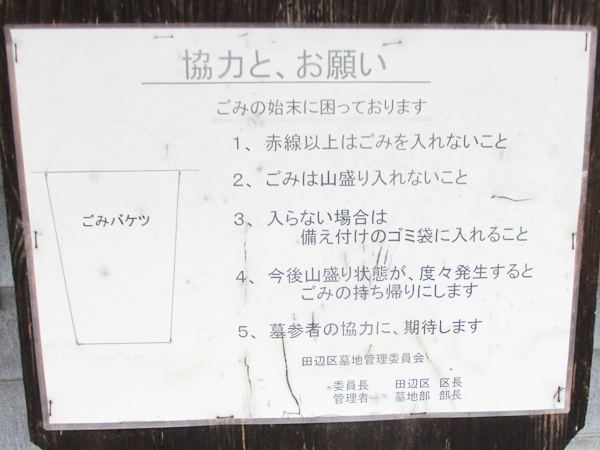 協力と、お願い
ごみの始末に困っております
1、赤線以上はごみを入れないこと
2、ごみは山盛り入れないこと
ごみバケツ
3、入らない場合は
備え付けのゴミ袋に入れること
4、今後山盛り状態が、度々発生すると
ごみの持ち帰りにします
5、墓参者の協力に、期待します
田辺区墓地管理委員会
委員長 田辺区 区長
管理者 墓地部 部長